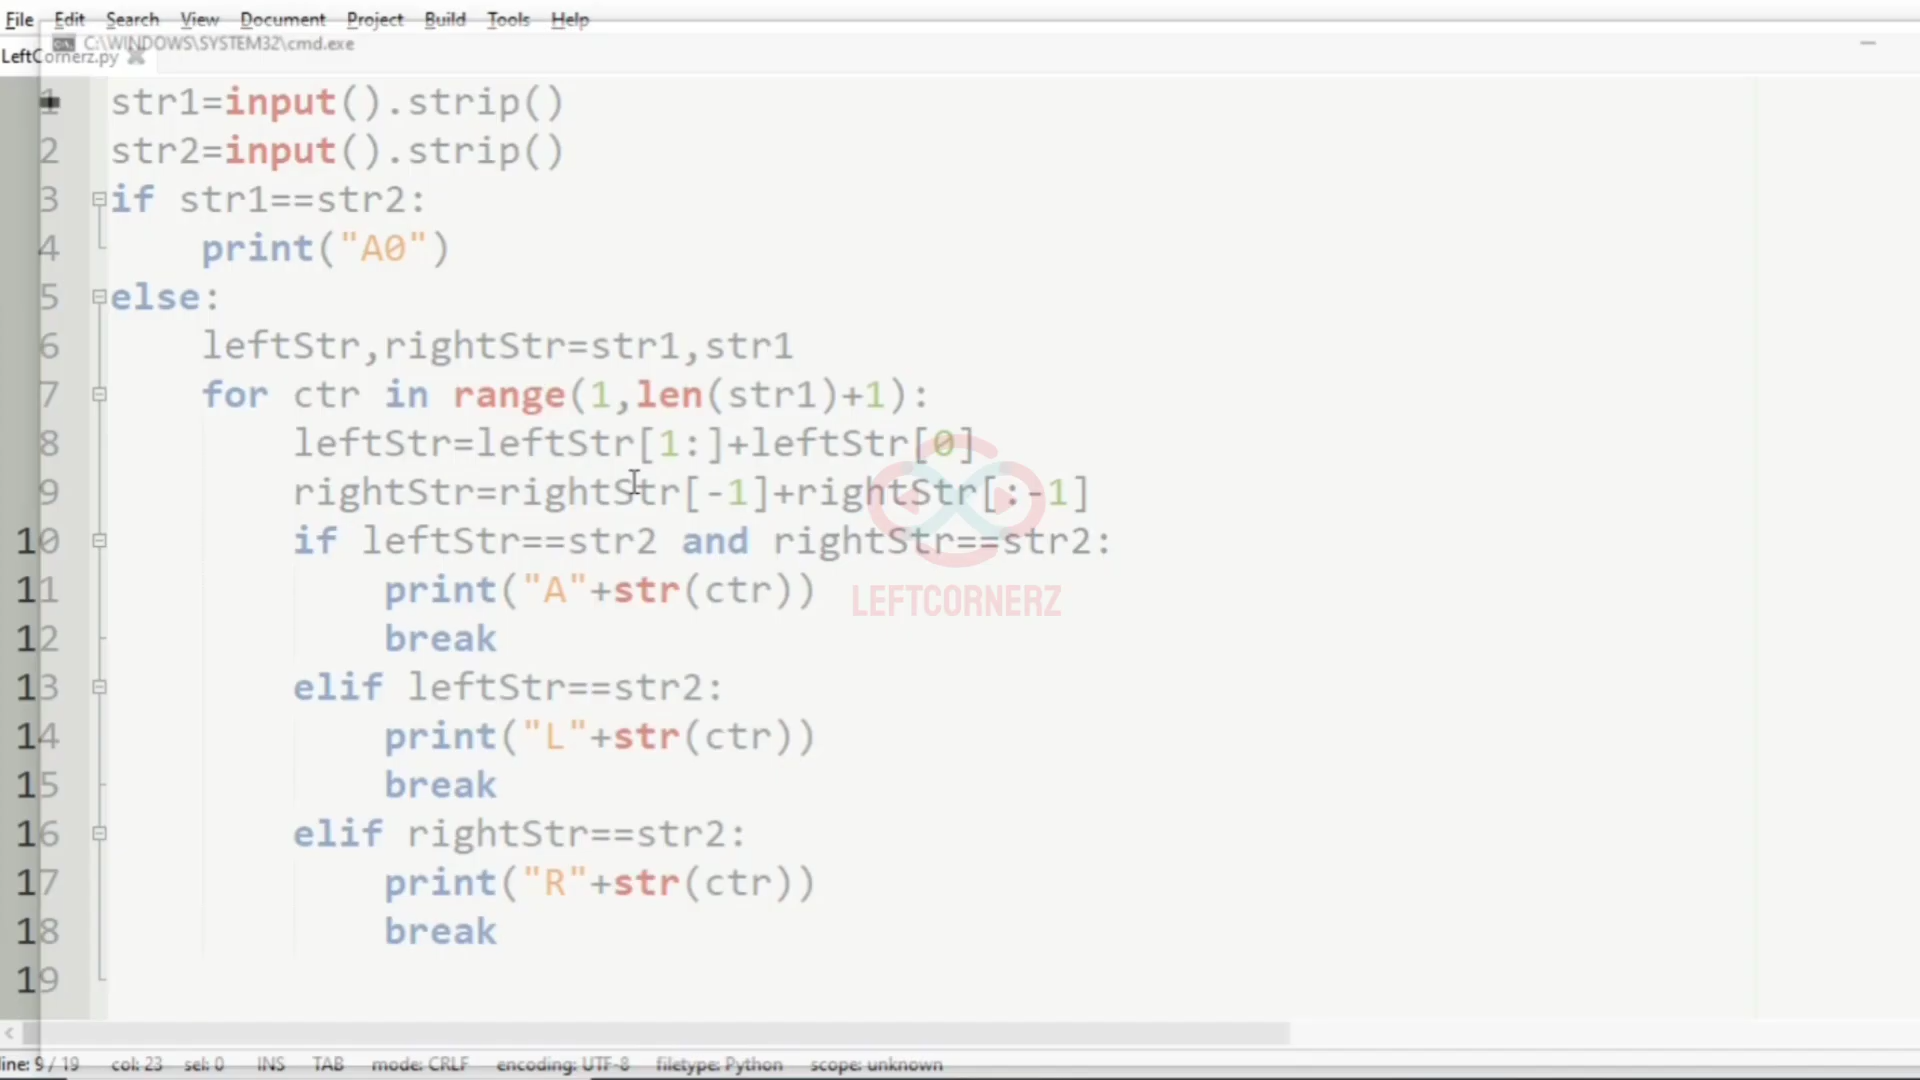 File Edit Search View Document Project Build Tools Help
C:\WINDOWS\SYSTEM32\cmd.exe
LeftCornerz.py
1 str1=input().strip()
2 str2=input().strip()
3 if str1==str2:
4 print("A0")
5 else:
6 leftStr,rightStr=str1,str1
7 for ctr in range(1,len(str1)+1):
8 leftStr=leftStr[1:]+leftStr[0]
9 rightStr=rightStr[-1]+rightStr[:-1]
10 if leftStr==str2 and rightStr==str2:
11 print("A"+str(ctr))
12 break
LEFTCORNERZ
13 elif leftStr==str2:
14 print("L"+str(ctr))
15 break
16 elif rightStr==str2:
17 print("R"+str(ctr))
18 break
19
line: 9 / 19 col: 23 sel: 0 INS TAB mode: CRLF encoding: UTF-8 filetype: Python scope: unknown